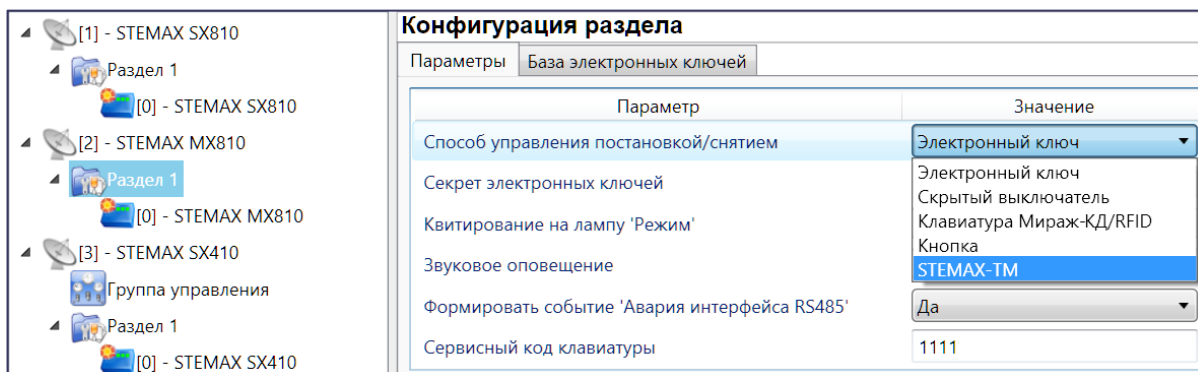 [1] - STEMAX SX810
Раздел 1
[0] - STEMAX SX810
[2] - STEMAX MX810
Раздел 1
[0] - STEMAX MX810
[3] - STEMAX SX410
Группа управления
Раздел 1
[0] - STEMAX SX410
Конфигурация раздела
Параметры База электронных ключей
Параметр Значение
Способ управления постановкой/снятием Электронный ключ
Электронный ключ
Скрытый выключатель
Клавиатура Мираж-КД/RFID
Кнопка
STEMAX-TM
Секрет электронных ключей
Квитирование на лампу 'Режим'
Звуковое оповещение
Формировать событие 'Авария интерфейса RS485' Да
Сервисный код клавиатуры 1111